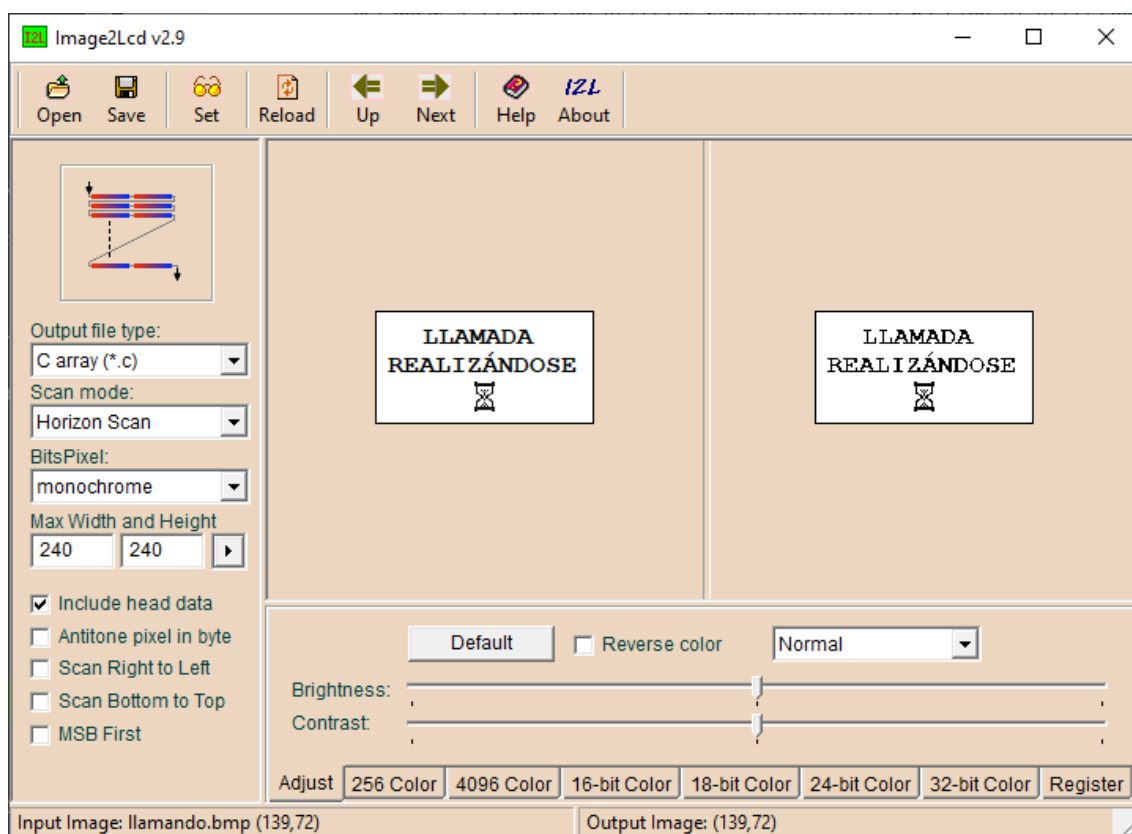 I2L Image2Lcd v2.9
Open Save Set Reload Up Next Help I2L About
Output file type:
C array (*.c)
Scan mode:
Horizon Scan
BitsPixel:
monochrome
Max Width and Height
240 240
Include head data
Antitone pixel in byte
Scan Right to Left
Scan Bottom to Top
MSB First
LLAMADA
REALIZÁNDOSE
LLAMADA
REALIZÁNDOSE
Default Reverse color Normal
Brightness:
Contrast:
Adjust 256 Color 4096 Color 16-bit Color 18-bit Color 24-bit Color 32-bit Color Register
Input Image: llamando.bmp (139,72) Output Image: (139,72)